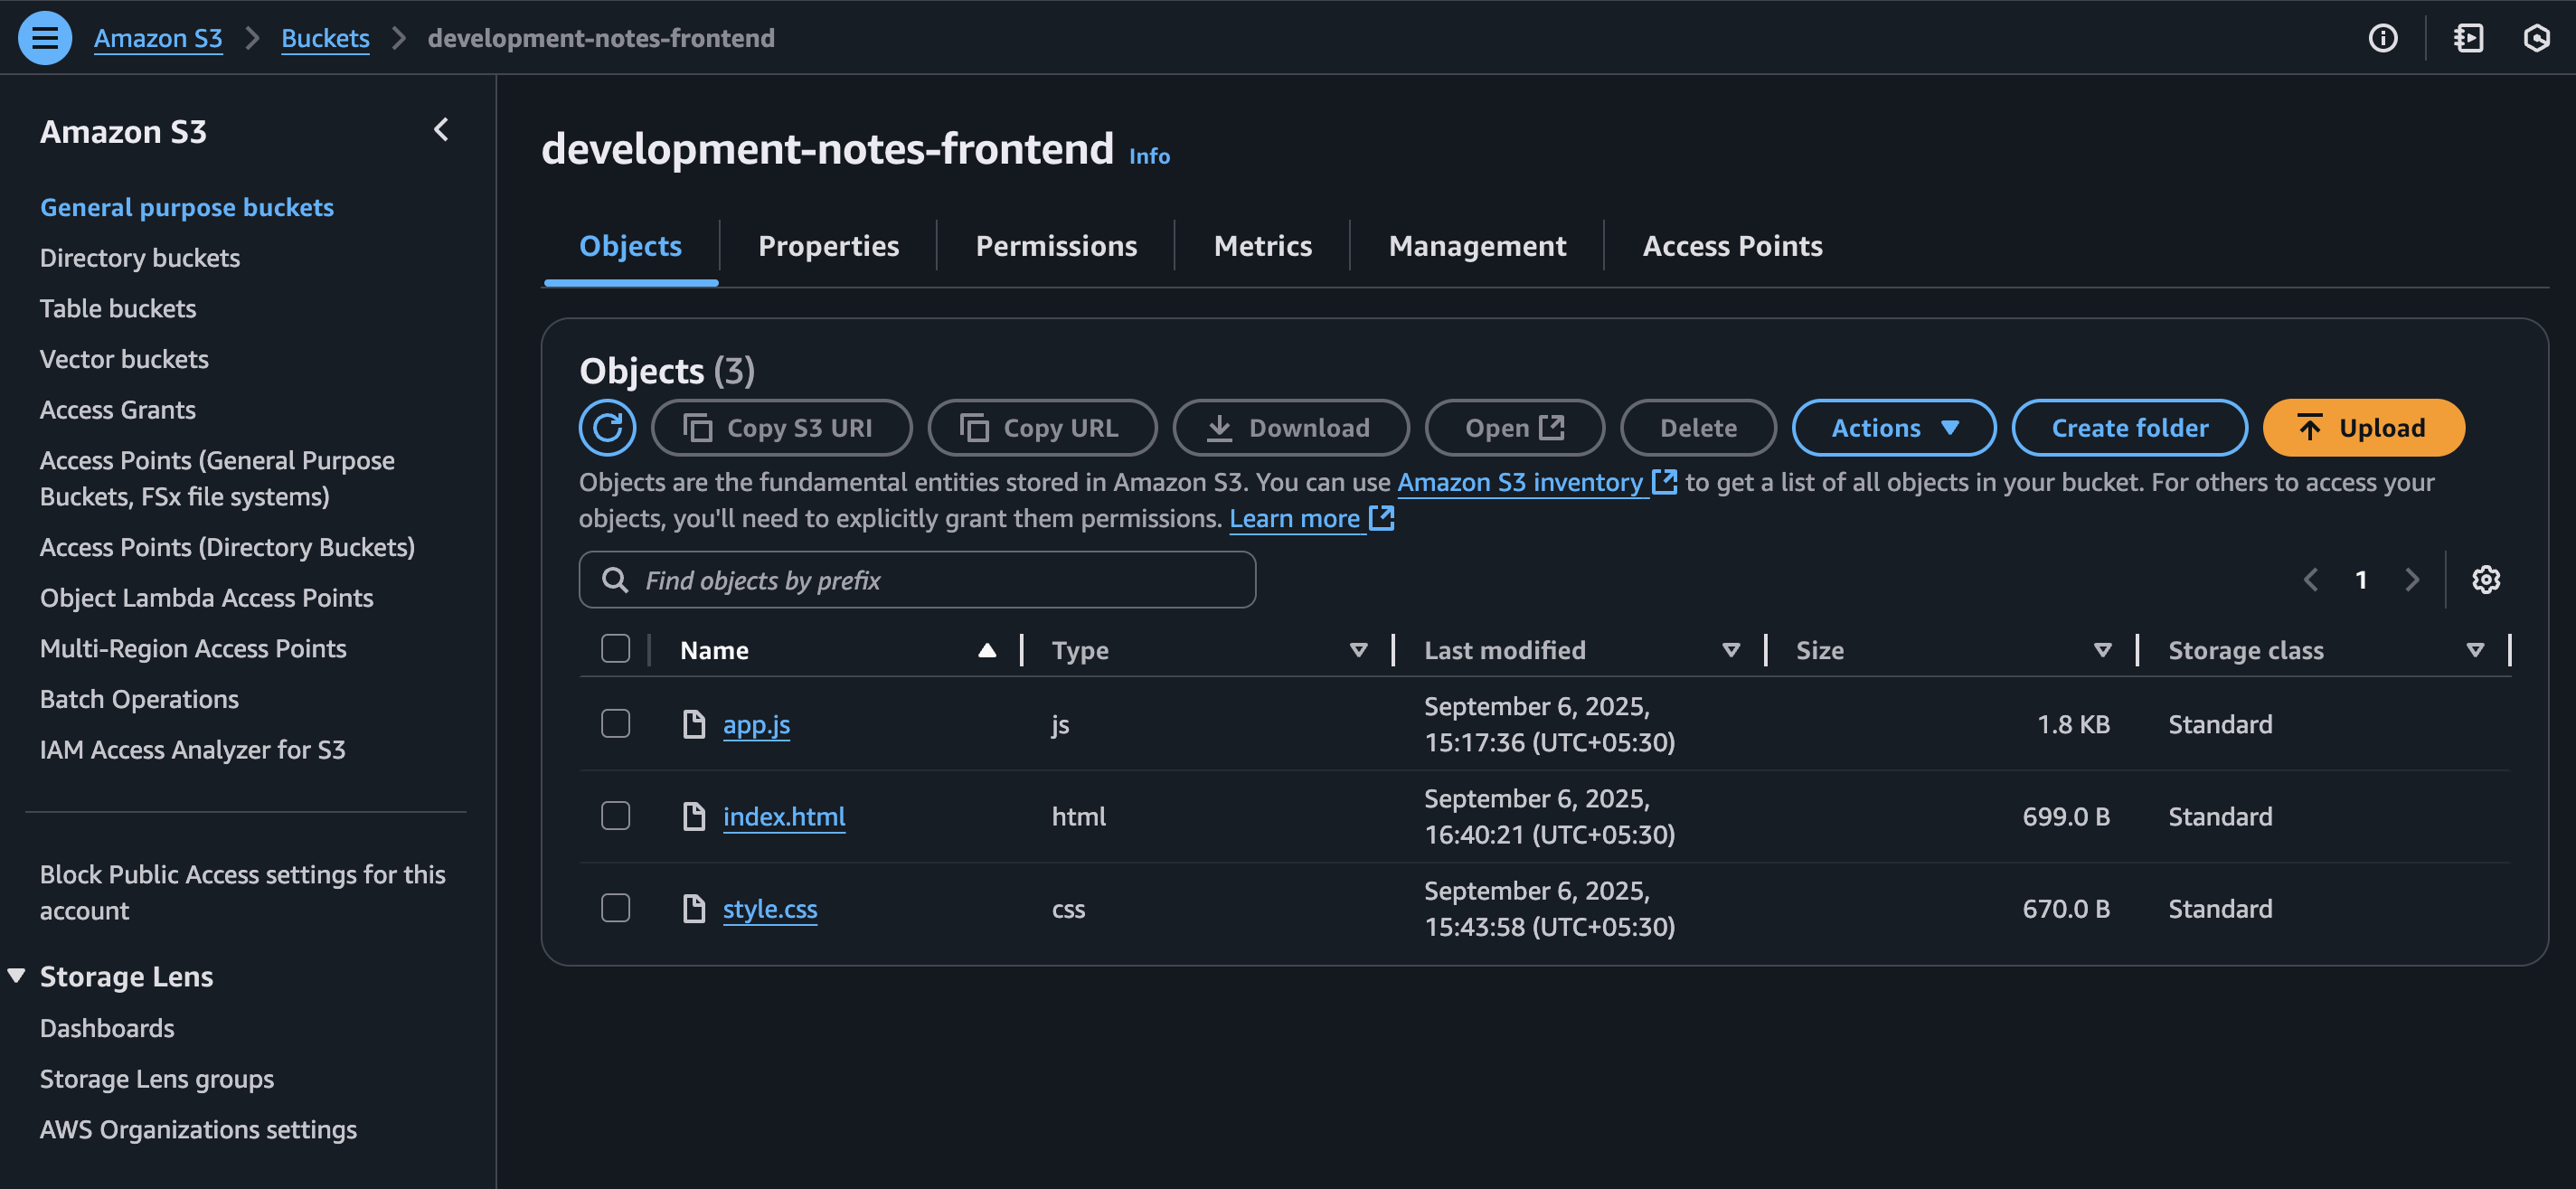 Amazon S3 Buckets development-notes-frontend
Amazon S3
General purpose buckets
Directory buckets
Table buckets
Vector buckets
Access Grants
Access Points (General Purpose
Buckets, FSx file systems)
Access Points (Directory Buckets)
Object Lambda Access Points
Multi-Region Access Points
Batch Operations
IAM Access Analyzer for S3
Block Public Access settings for this
account
Storage Lens
Dashboards
Storage Lens groups
AWS Organizations settings
development-notes-frontend Info
Objects Properties Permissions Metrics Management Access Points
Objects (3)
Copy S3 URI Copy URL Download Open Delete Actions Create folder Upload
Objects are the fundamental entities stored in Amazon S3. You can use Amazon S3 inventory to get a list of all objects in your bucket. For others to access your
objects, you'll need to explicitly grant them permissions. Learn more
Find objects by prefix 1
Name Type Last modified Size Storage class
app.js js September 6, 2025, 1.8 KB Standard
15:17:36 (UTC+05:30)
index.html html September 6, 2025, 699.0 B Standard
16:40:21 (UTC+05:30)
style.css css September 6, 2025, 670.0 B Standard
15:43:58 (UTC+05:30)